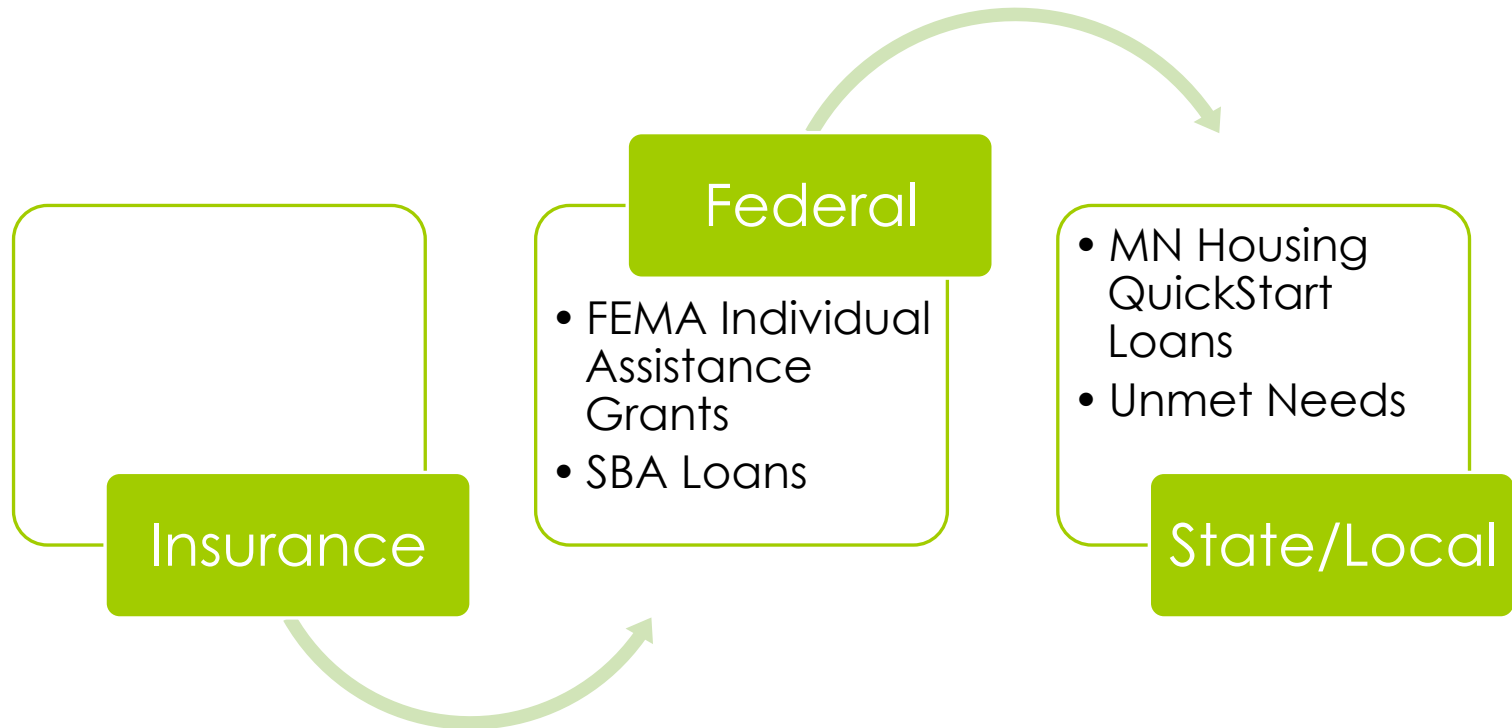 Insurance
Federal
• FEMA Individual
Assistance
Grants
• SBA Loans
• MN Housing
QuickStart
Loans
• Unmet Needs
State/Local